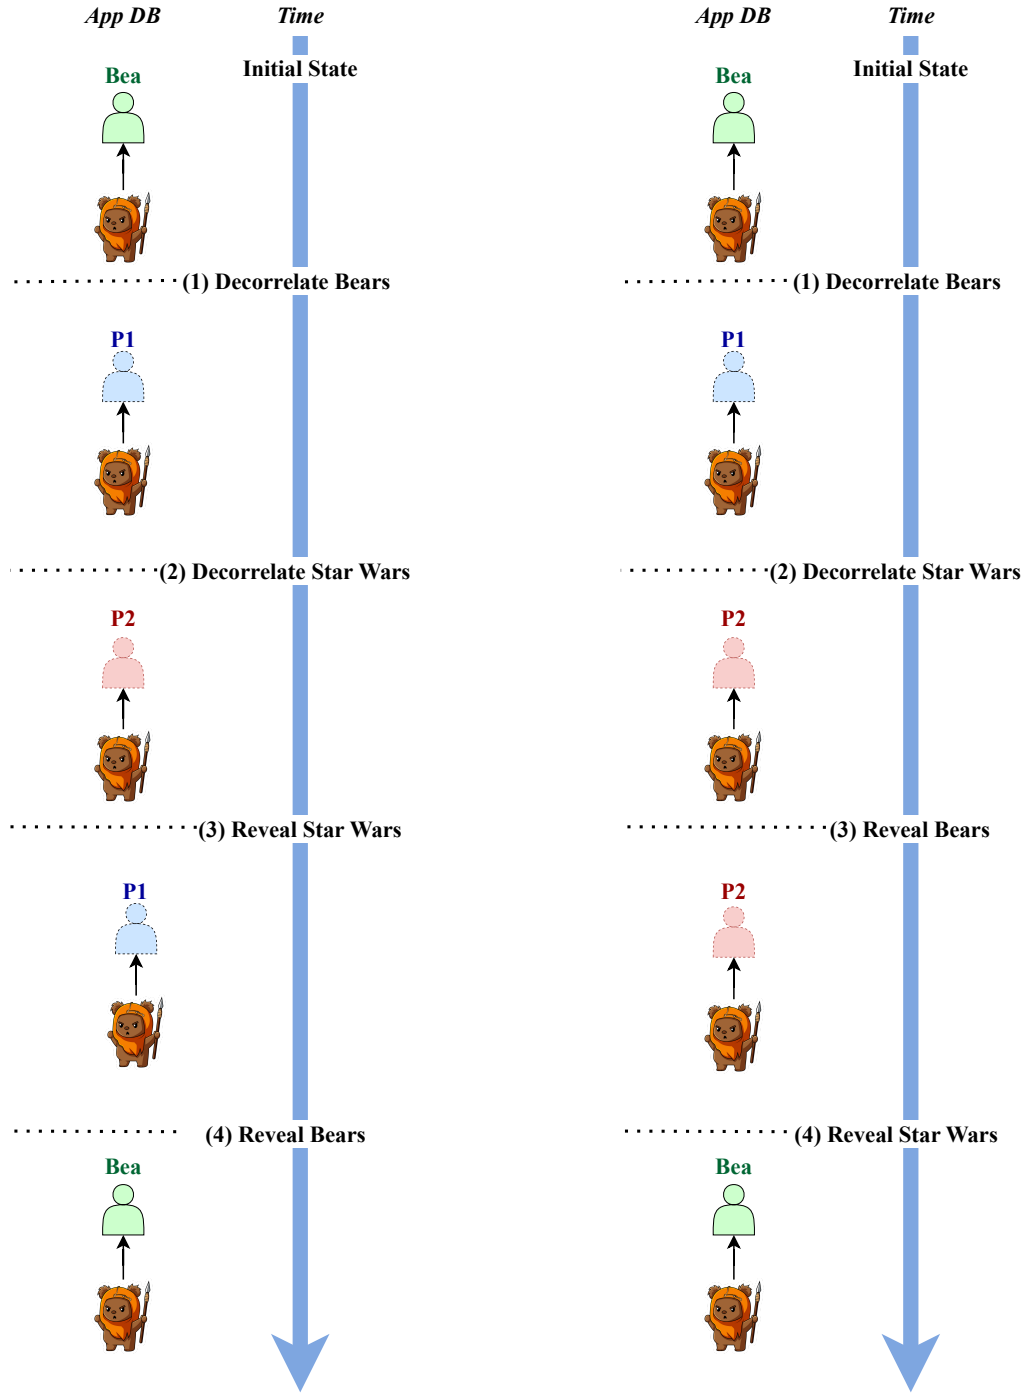 App DB
Time
Initial State
Bea
(1) Decorrelate Bears
P1
(2) Decorrelate Star Wars
P2
(3) Reveal Star Wars
P1
(4) Reveal Bears
Bea
App DB
Time
Initial State
Bea
(1) Decorrelate Bears
P1
(2) Decorrelate Star Wars
P2
(3) Reveal Bears
P2
(4) Reveal Star Wars
Bea